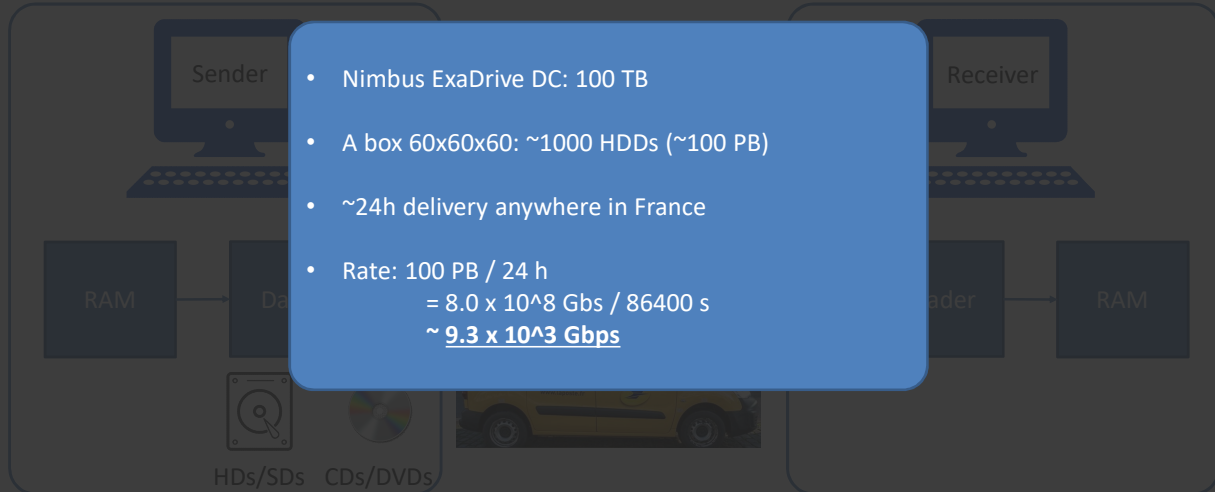 Sender
Receiver
• Nimbus ExaDrive DC: 100 TB
• A box 60x60x60: ~1000 HDDs (~100 PB)
• ~24h delivery anywhere in France
• Rate: 100 PB / 24 h
= 8.0 x 10^8 Gbs / 86400 s
~ 9.3 x 10^3 Gbps
RAM
Da
ader
RAM
HDs/SDs
CDs/DVDs